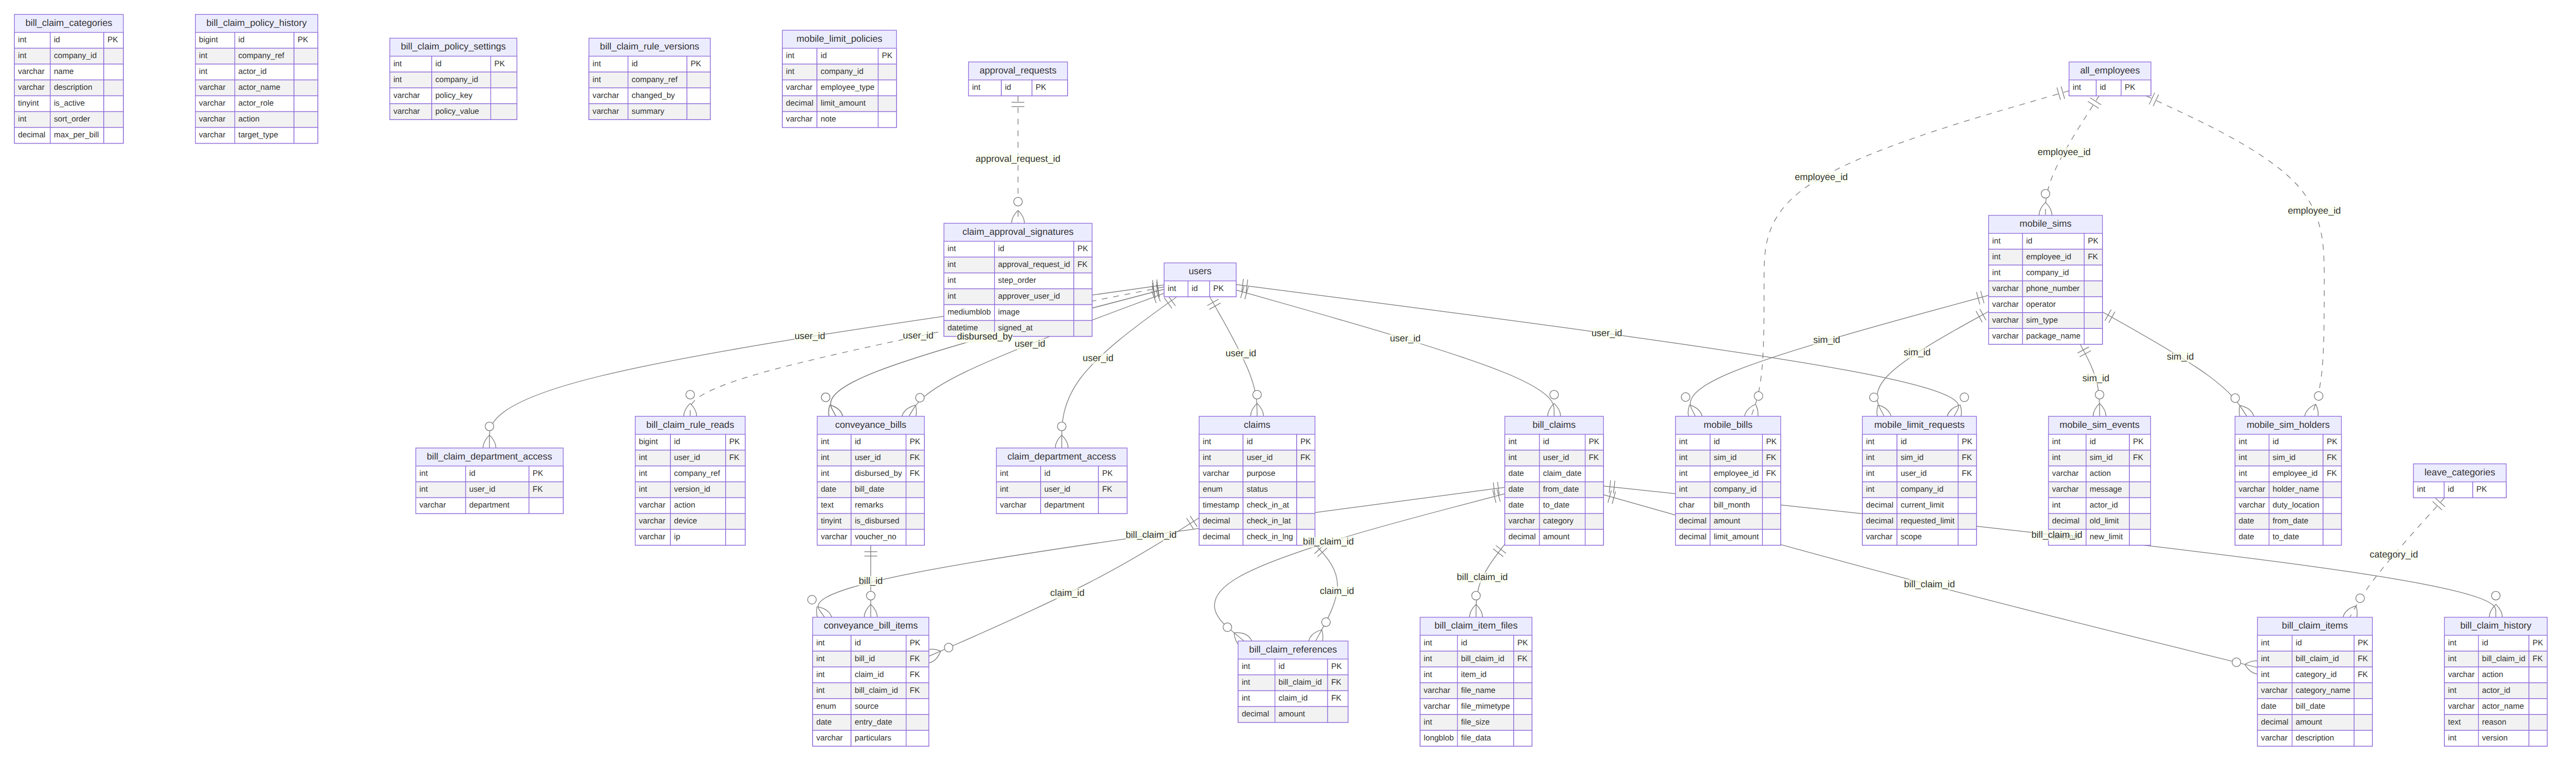 bill_claim_categories
int id PK
int company_id
varchar name
varchar description
tinyint is_active
int sort_order
decimal max_per_bill
bill_claim_policy_history
bigint id PK
int company_ref
int actor_id
varchar actor_name
varchar actor_role
varchar action
varchar target_type
bill_claim_policy_settings
int id PK
int company_id
varchar policy_key
varchar policy_value
bill_claim_rule_versions
int id PK
int company_ref
varchar changed_by
varchar summary
mobile_limit_policies
int id PK
int company_id
varchar employee_type
decimal limit_amount
varchar note
approval_requests
int id PK
all_employees
int id PK
approval_request_id
employee_id
employee_id
employee_id
claim_approval_signatures
int id PK
int approval_request_id FK
int step_order
int approver_user_id
mediumblob image
datetime signed_at
users
int id PK
mobile_sims
int id PK
int employee_id FK
int company_id
varchar phone_number
varchar operator
varchar sim_type
varchar package_name
user_id
user_id
disbursed_by
user_id
user_id
user_id
user_id
user_id
sim_id
sim_id
sim_id
sim_id
bill_claim_department_access
int id PK
int user_id FK
varchar department
bill_claim_rule_reads
bigint id PK
int user_id FK
int company_ref
int version_id
varchar action
varchar device
varchar ip
conveyance_bills
int id PK
int user_id FK
int disbursed_by FK
date bill_date
text remarks
tinyint is_disbursed
varchar voucher_no
claim_department_access
int id PK
int user_id FK
varchar department
claims
int id PK
int user_id FK
varchar purpose
enum status
timestamp check_in_at
decimal check_in_lat
decimal check_in_lng
bill_claims
int id PK
int user_id FK
date claim_date
date from_date
date to_date
varchar category
decimal amount
mobile_bills
int id PK
int sim_id FK
int employee_id FK
int company_id
char bill_month
decimal amount
decimal limit_amount
mobile_limit_requests
int id PK
int sim_id FK
int user_id FK
int company_id
decimal current_limit
decimal requested_limit
varchar scope
mobile_sim_events
int id PK
int sim_id FK
varchar action
varchar message
int actor_id
decimal old_limit
decimal new_limit
mobile_sim_holders
int id PK
int sim_id FK
int employee_id FK
varchar holder_name
varchar duty_location
date from_date
date to_date
leave_categories
int id PK
bill_id
bill_claim_id
claim_id
bill_claim_id
claim_id
bill_claim_id
bill_claim_id
bill_claim_id
category_id
conveyance_bill_items
int id PK
int bill_id FK
int claim_id FK
int bill_claim_id FK
enum source
date entry_date
varchar particulars
bill_claim_references
int id PK
int bill_claim_id FK
int claim_id FK
decimal amount
bill_claim_item_files
int id PK
int bill_claim_id FK
int item_id
varchar file_name
varchar file_mimetype
int file_size
longblob file_data
bill_claim_items
int id PK
int bill_claim_id FK
int category_id FK
varchar category_name
date bill_date
decimal amount
varchar description
bill_claim_history
int id PK
int bill_claim_id FK
varchar action
int actor_id
varchar actor_name
text reason
int version